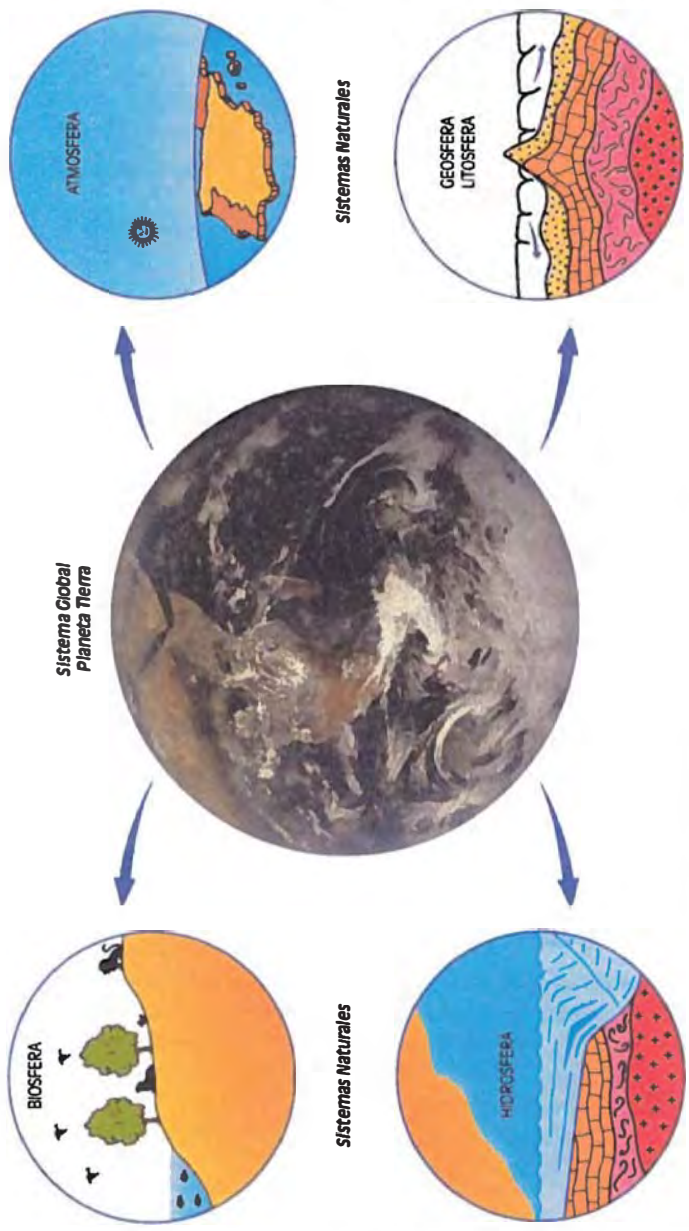 Sistema Global
Planeta Tierra
BIOSFERA
ATMOSFERA
Sistemas Naturales
Sistemas Naturales
HIDROSFERA
GEOSFERA
LITOSFERA